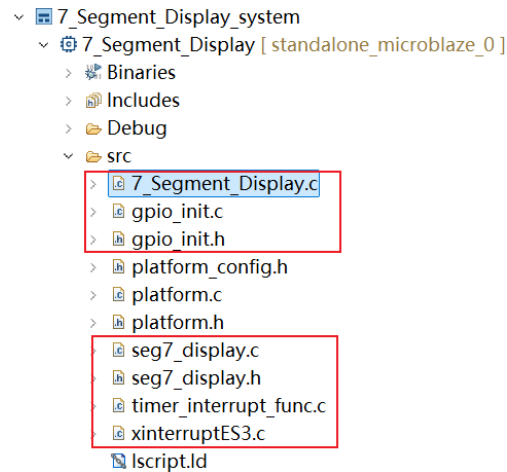 7_Segment_Display_system
7_Segment_Display [ standalone_microblaze_0 ]
Binaries
Includes
Debug
src
7_Segment_Display.c
gpio_init.c
gpio_init.h
platform_config.h
platform.c
platform.h
seg7_display.c
seg7_display.h
timer_interrupt_func.c
xinterruptES3.c
lscript.ld